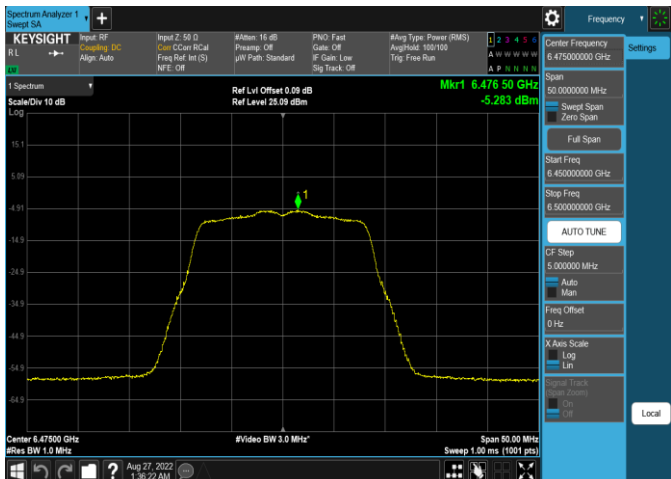 Spectrum Analyzer 1
Swept SA
+
Frequency
KEYSIGHT
RL
Input: RF
Coupling: DC
Align: Auto
Input Z: 50 Ω
Corr CCorr RCal
Freq Ref: Int (S)
NFE: Off
#Atten: 16 dB
Preamp: Off
µW Path: Standard
PNO: Fast
Gate: Off
IF Gain: Low
Sig Track: Off
#Avg Type: Power (RMS)
Avg|Hold: 100/100
Trig: Free Run
1 2 3 4 5 6
A W W W W W
A P N N N N
1 Spectrum
Scale/Div 10 dB
Log
Ref Lvl Offset 0.09 dB
Ref Level 25.09 dBm
Mkr1 6.476 50 GHz
-5.283 dBm
15.1
5.09
-4.91
-14.9
-24.9
-34.9
-44.9
-54.9
-64.9
1
Center 6.47500 GHz
#Res BW 1.0 MHz
#Video BW 3.0 MHz*
Span 50.00 MHz
Sweep 1.00 ms (1001 pts)
Aug 27, 2022
1:36:22 AM
Center Frequency
6.475000000 GHz
Span
50.0000000 MHz
Swept Span
Zero Span
Full Span
Start Freq
6.450000000 GHz
Stop Freq
6.500000000 GHz
AUTO TUNE
CF Step
5.000000 MHz
Auto
Man
Freq Offset
0 Hz
X Axis Scale
Log
Lin
Signal Track
(Span Zoom)
On
Off
Settings
Local